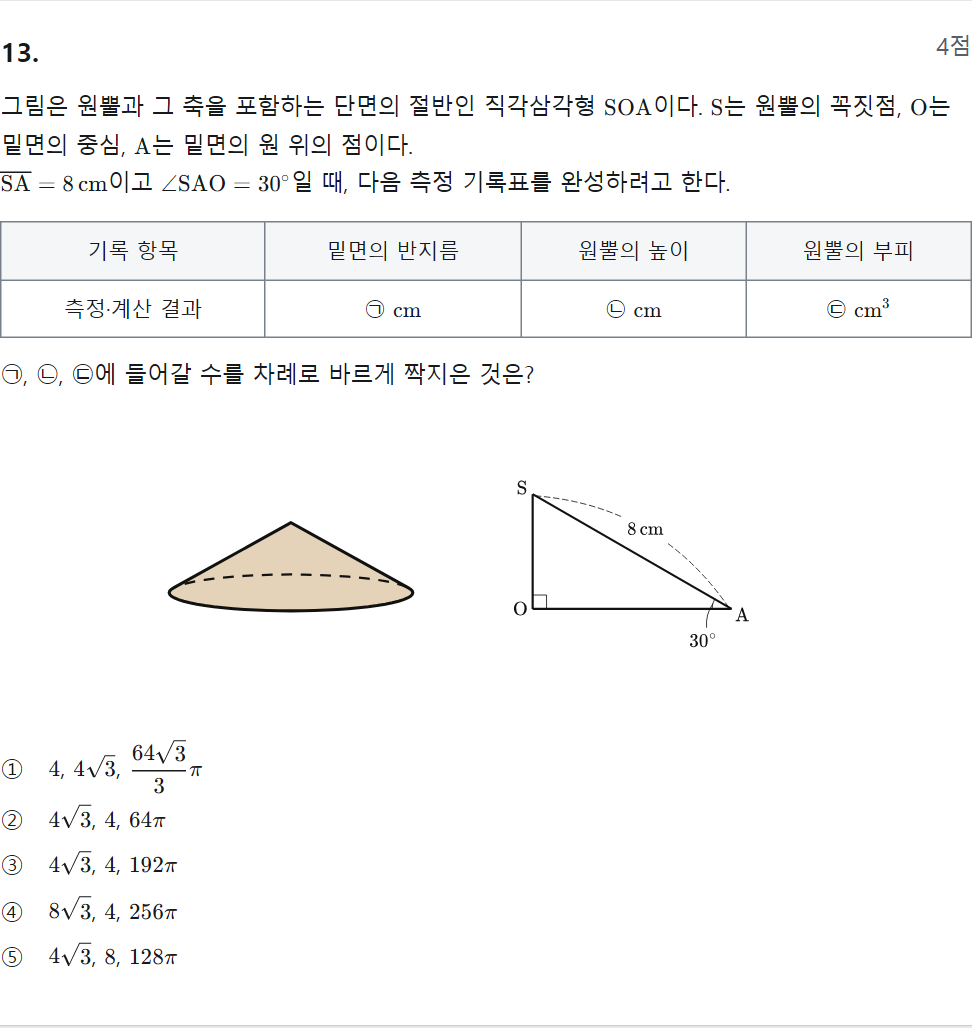 13.
4점
그림은 원뿔과 그 축을 포함하는 단면의 절반인 직각삼각형 SOA이다. S는 원뿔의 꼭짓점, O는
밑면의 중심, A는 밑면의 원 위의 점이다.
$\overline{\mathrm{SA}} = 8\,\mathrm{cm}$이고 ∠SAO = 30°일 때, 다음 측정 기록표를 완성하려고 한다.
기록 항목 밑면의 반지름 원뿔의 높이 원뿔의 부피
측정·계산 결과 ㉠ cm ㉡ cm ㉢ cm³
㉠, ㉡, ㉢에 들어갈 수를 차례로 바르게 짝지은 것은?
S
8 cm
O
A
30°
① 4, 4√3, $\frac{64\sqrt{3}}{3}\pi$
② 4√3, 4, 64π
③ 4√3, 4, 192π
④ 8√3, 4, 256π
⑤ 4√3, 8, 128π